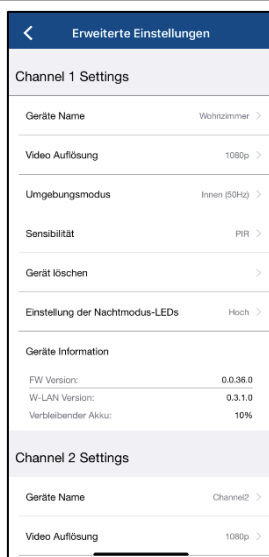 Erweiterte Einstellungen
Channel 1 Settings
Geräte Name Wohnzimmer
Video Auflösung 1080p
Umgebungsmodus Innen (50Hz)
Sensibilität PIR
Gerät löschen
Einstellung der Nachtmodus-LEDs Hoch
Geräte Information
FW Version: 0.0.36.0
W-LAN Version: 0.3.1.0
Verbleibender Akku: 10%
Channel 2 Settings
Geräte Name Channel2
Video Auflösung 1080p